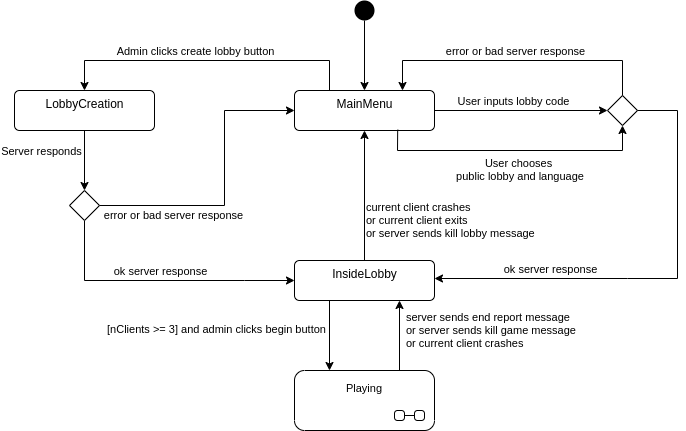 Admin clicks create lobby button
error or bad server response
LobbyCreation
MainMenu
User inputs lobby code
Server responds
User chooses
public lobby and language
error or bad server response
current client crashes
or current client exits
or server sends kill lobby message
ok server response
InsideLobby
ok server response
[nClients >= 3] and admin clicks begin button
server sends end report message
or server sends kill game message
or current client crashes
Playing